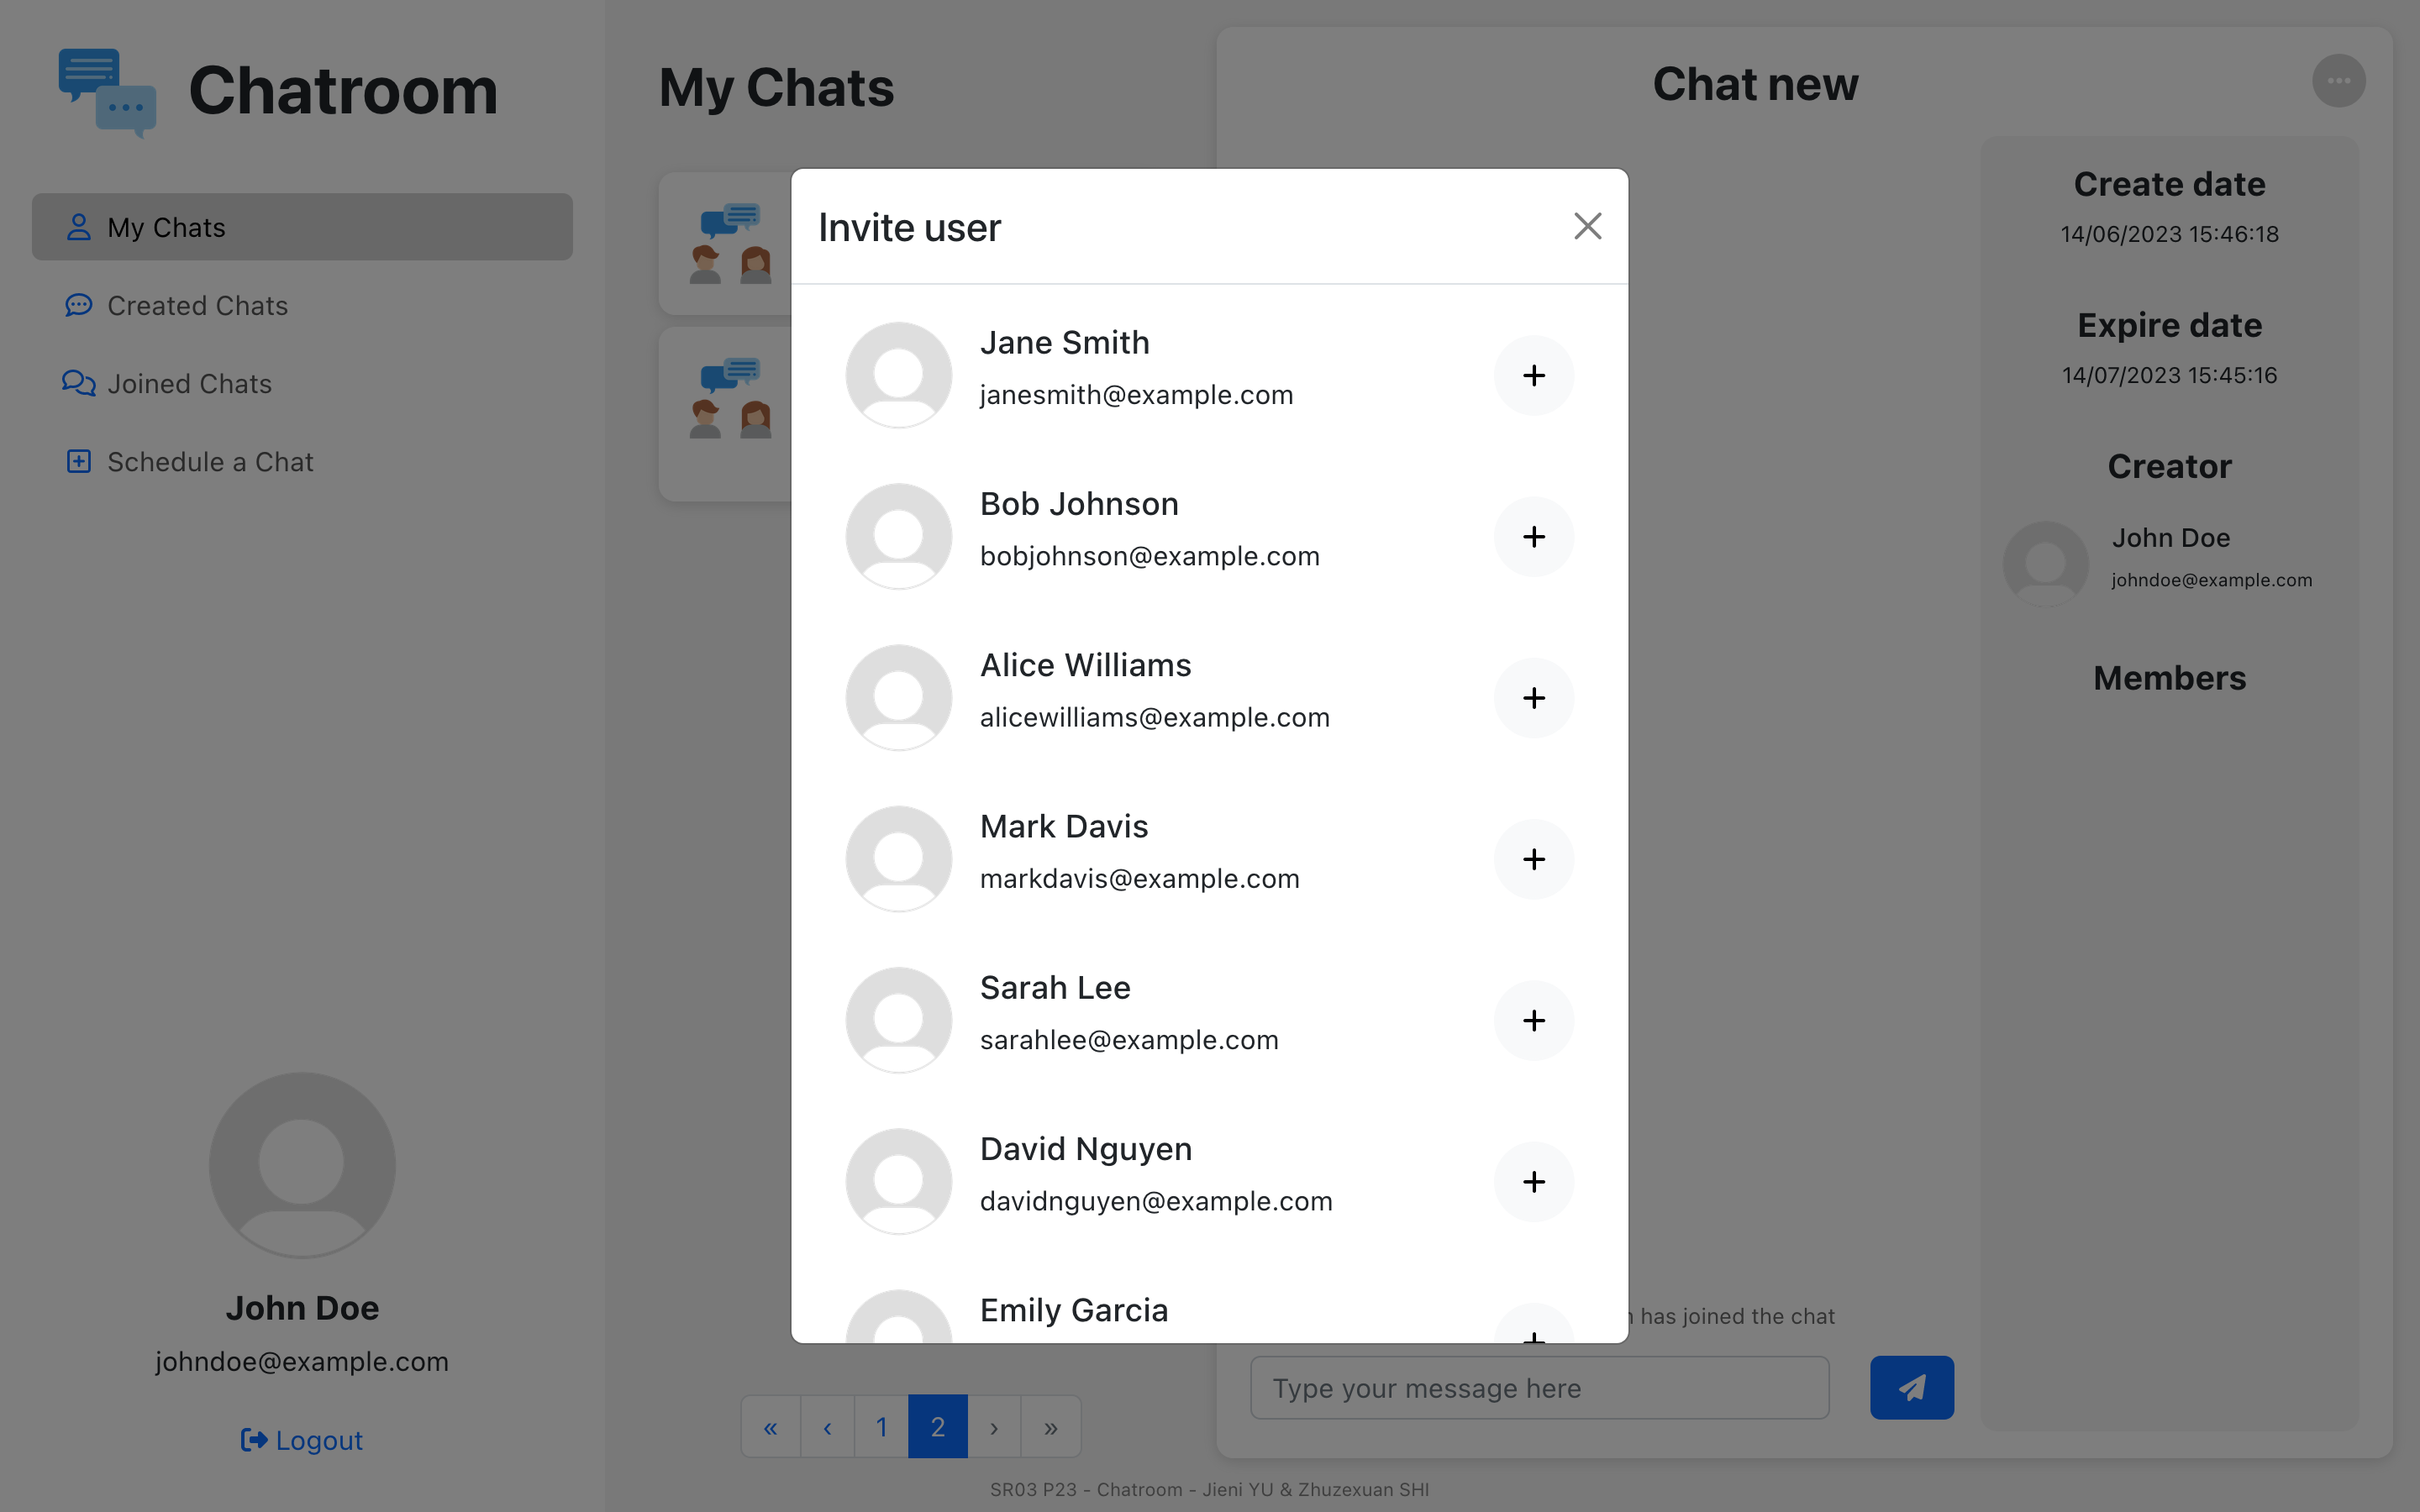 Chatroom
My Chats
Created Chats
Joined Chats
Schedule a Chat
John Doe
johndoe@example.com
Logout
My Chats
« ‹ 1 2 › »
Invite user
Jane Smith
janesmith@example.com
+
Bob Johnson
bobjohnson@example.com
+
Alice Williams
alicewilliams@example.com
+
Mark Davis
markdavis@example.com
+
Sarah Lee
sarahlee@example.com
+
David Nguyen
davidnguyen@example.com
+
Emily Garcia
+
Chat new
has joined the chat
Type your message here
Create date
14/06/2023 15:46:18
Expire date
14/07/2023 15:45:16
Creator
John Doe
johndoe@example.com
Members
SR03 P23 - Chatroom - Jieni YU & Zhuzexuan SHI